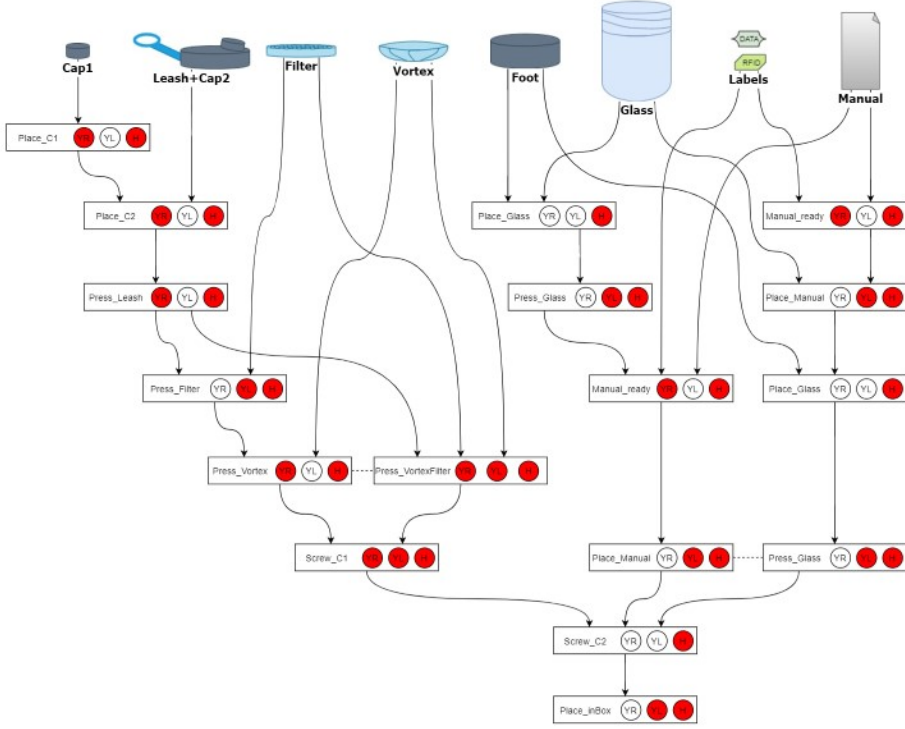 DATA
RFID
Cap1
Leash+Cap2
Filter
Vortex
Foot
Glass
Labels
Manual
Place_C1 YR YL H
Place_C2 YR YL H
Place_Glass YR YL H
Manual_ready YR YL H
Press_Leash YR YL H
Press_Glass YR YL H
Place_Manual YR YL H
Press_Filter YR YL H
Manual_ready YR YL H
Place_Glass YR YL H
Press_Vortex YR YL H
Press_VortexFilter YR YL H
Screw_C1 YR YL H
Place_Manual YR YL H
Press_Glass YR YL H
Screw_C2 YR YL H
Place_inBox YR YL H